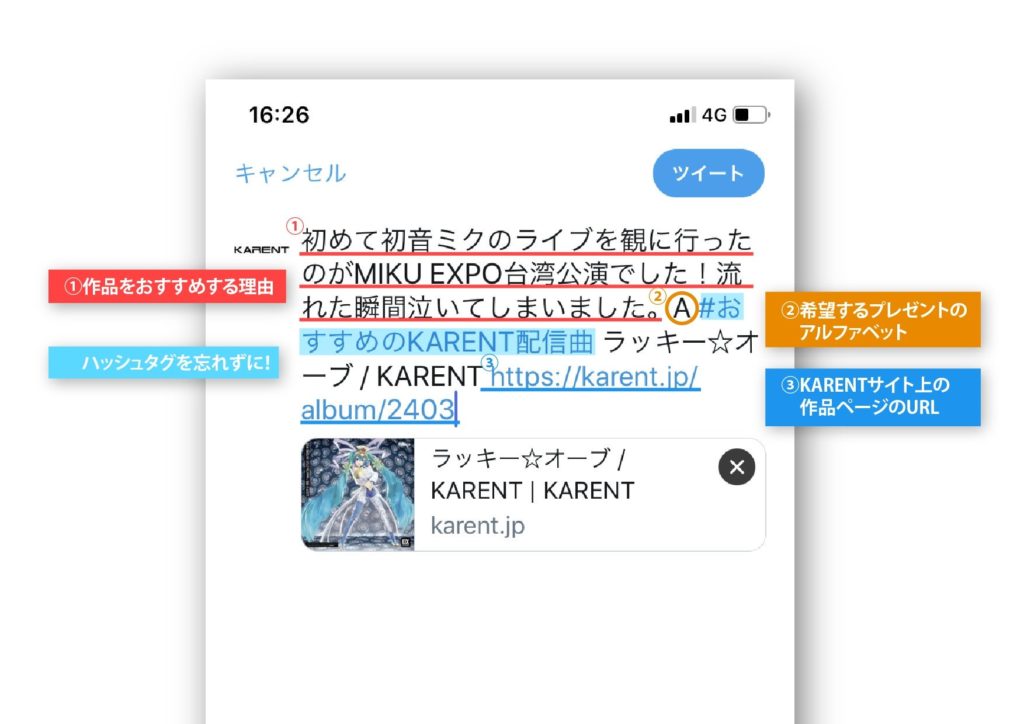 16:26
4G
キャンセル
ツイート
KARENT
①
初めて初音ミクのライブを観に行った
のがMIKU EXPO台湾公演でした！流
れた瞬間泣いてしまいました。②A #お
すすめのKARENT配信曲 ラッキー☆オ
ーブ / KARENT ③https://karent.jp/
album/2403
①作品をおすすめする理由
ハッシュタグを忘れずに!
②希望するプレゼントの
アルファベット
③KARENTサイト上の
作品ページのURL
ラッキー☆オーブ /
KARENT | KARENT
karent.jp